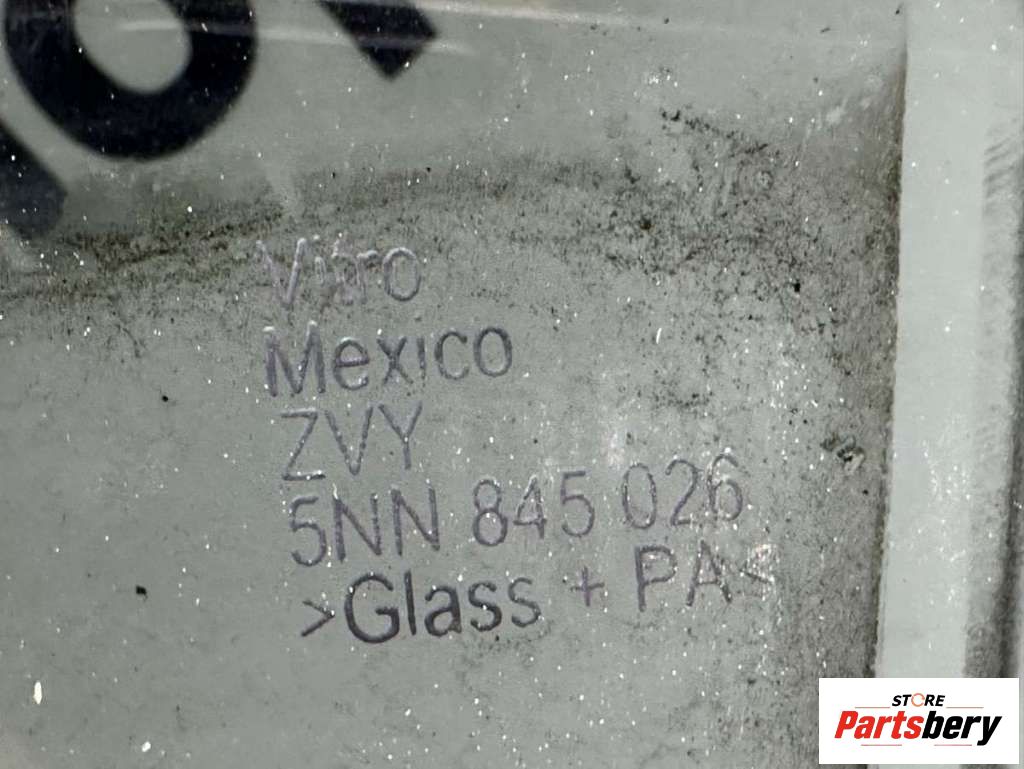 Vitro
Mexico
ZVY
5NN 845 026
>Glass + PA<
STORE
Partsbery